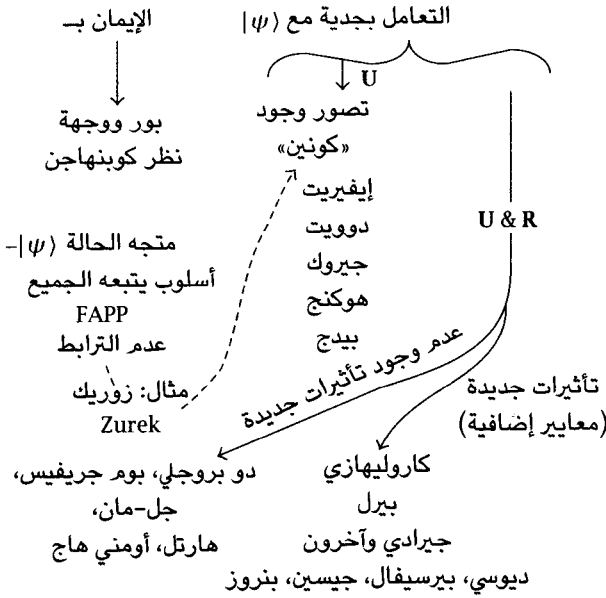 التعامل بجدية مع ⟨ψ|
الإيمان بـ
U
تصور وجود
«كونين»
إيفيريت
دوويت
جيروك
هوكنج
بيدج
بور ووجهة
نظر كوبنهاجن
U & R
متجه الحالة ⟨ψ|–
أسلوب يتبعه الجميع
FAPP
عدم الترابط
مثال: زوريك
Zurek
عدم وجود تأثيرات جديدة
تأثيرات جديدة
(معايير إضافية)
دو بروجلي، بوم جريفيس،
جل-مان،
هارتل، أومني هاج
كاروليهازي
بيرل
جيرادي وآخرون
ديوسي، بيرسيفال، جيسين، بنروز